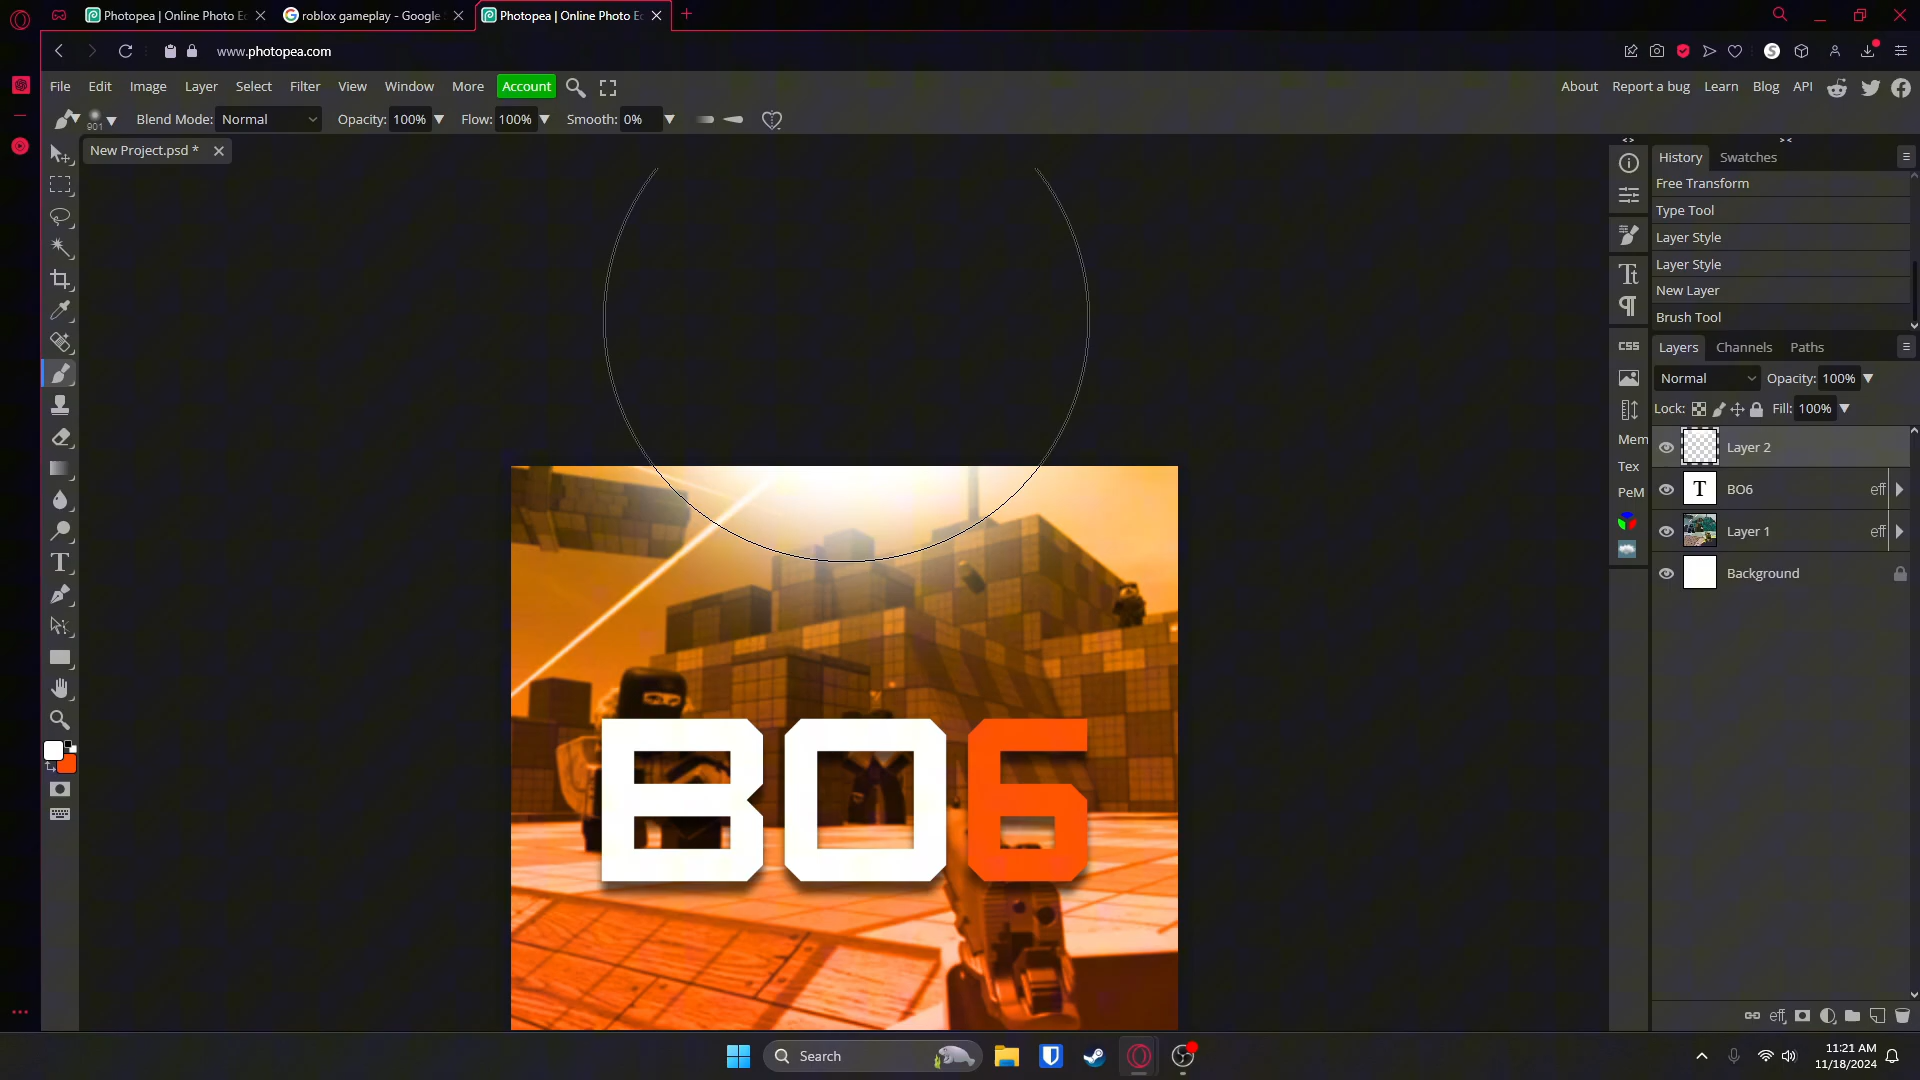 Photopea | Online Photo Ec
roblox gameplay - Google
Photopea | Online Photo Ec
www.photopea.com
File Edit Image Layer Select Filter View Window More Account
About Report a bug Learn Blog API
901 Blend Mode: Normal Opacity: 100% Flow: 100% Smooth: 0%
New Project.psd *
History Swatches
Free Transform
Type Tool
Layer Style
Layer Style
New Layer
Brush Tool
Layers Channels Paths
Normal Opacity: 100%
Lock: Fill: 100%
Layer 2
T BO6 eff
Layer 1 eff
Background
eff
CSS
Mem
Tex
PeM
BO6
Search
11:21 AM
11/18/2024